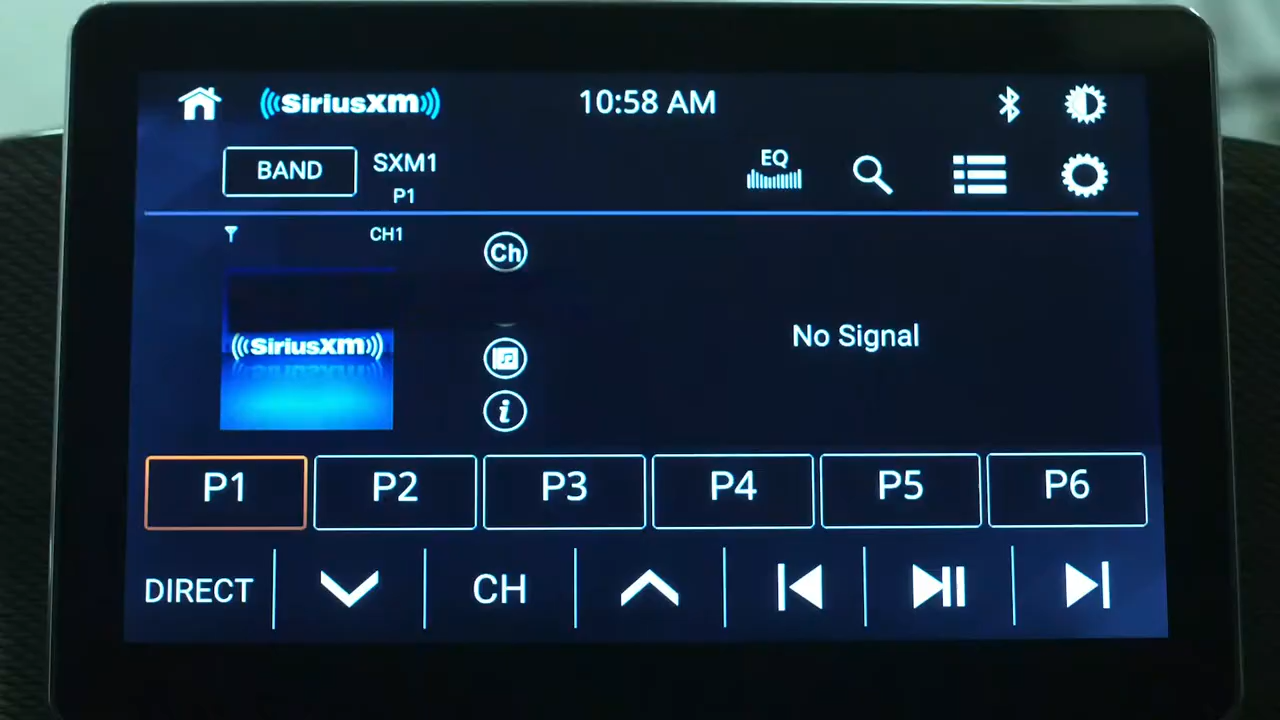 SiriusXM
10:58 AM
BAND
SXM1
P1
EQ
CH1
Ch
SiriusXM
i
No Signal
P1
P2
P3
P4
P5
P6
DIRECT
CH